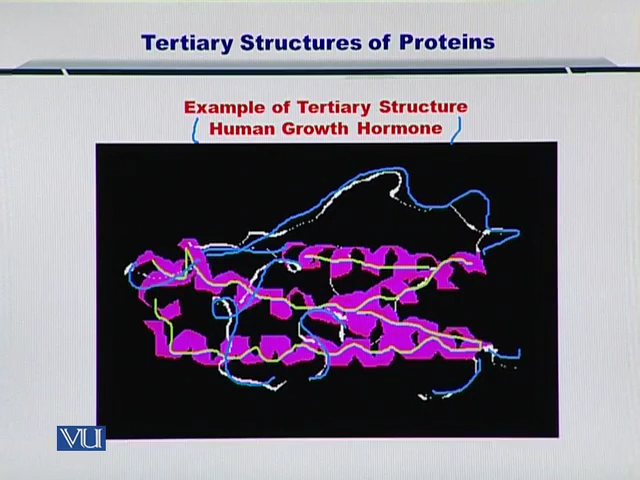 Tertiary Structures of Proteins
Example of Tertiary Structure
Human Growth Hormone
VU